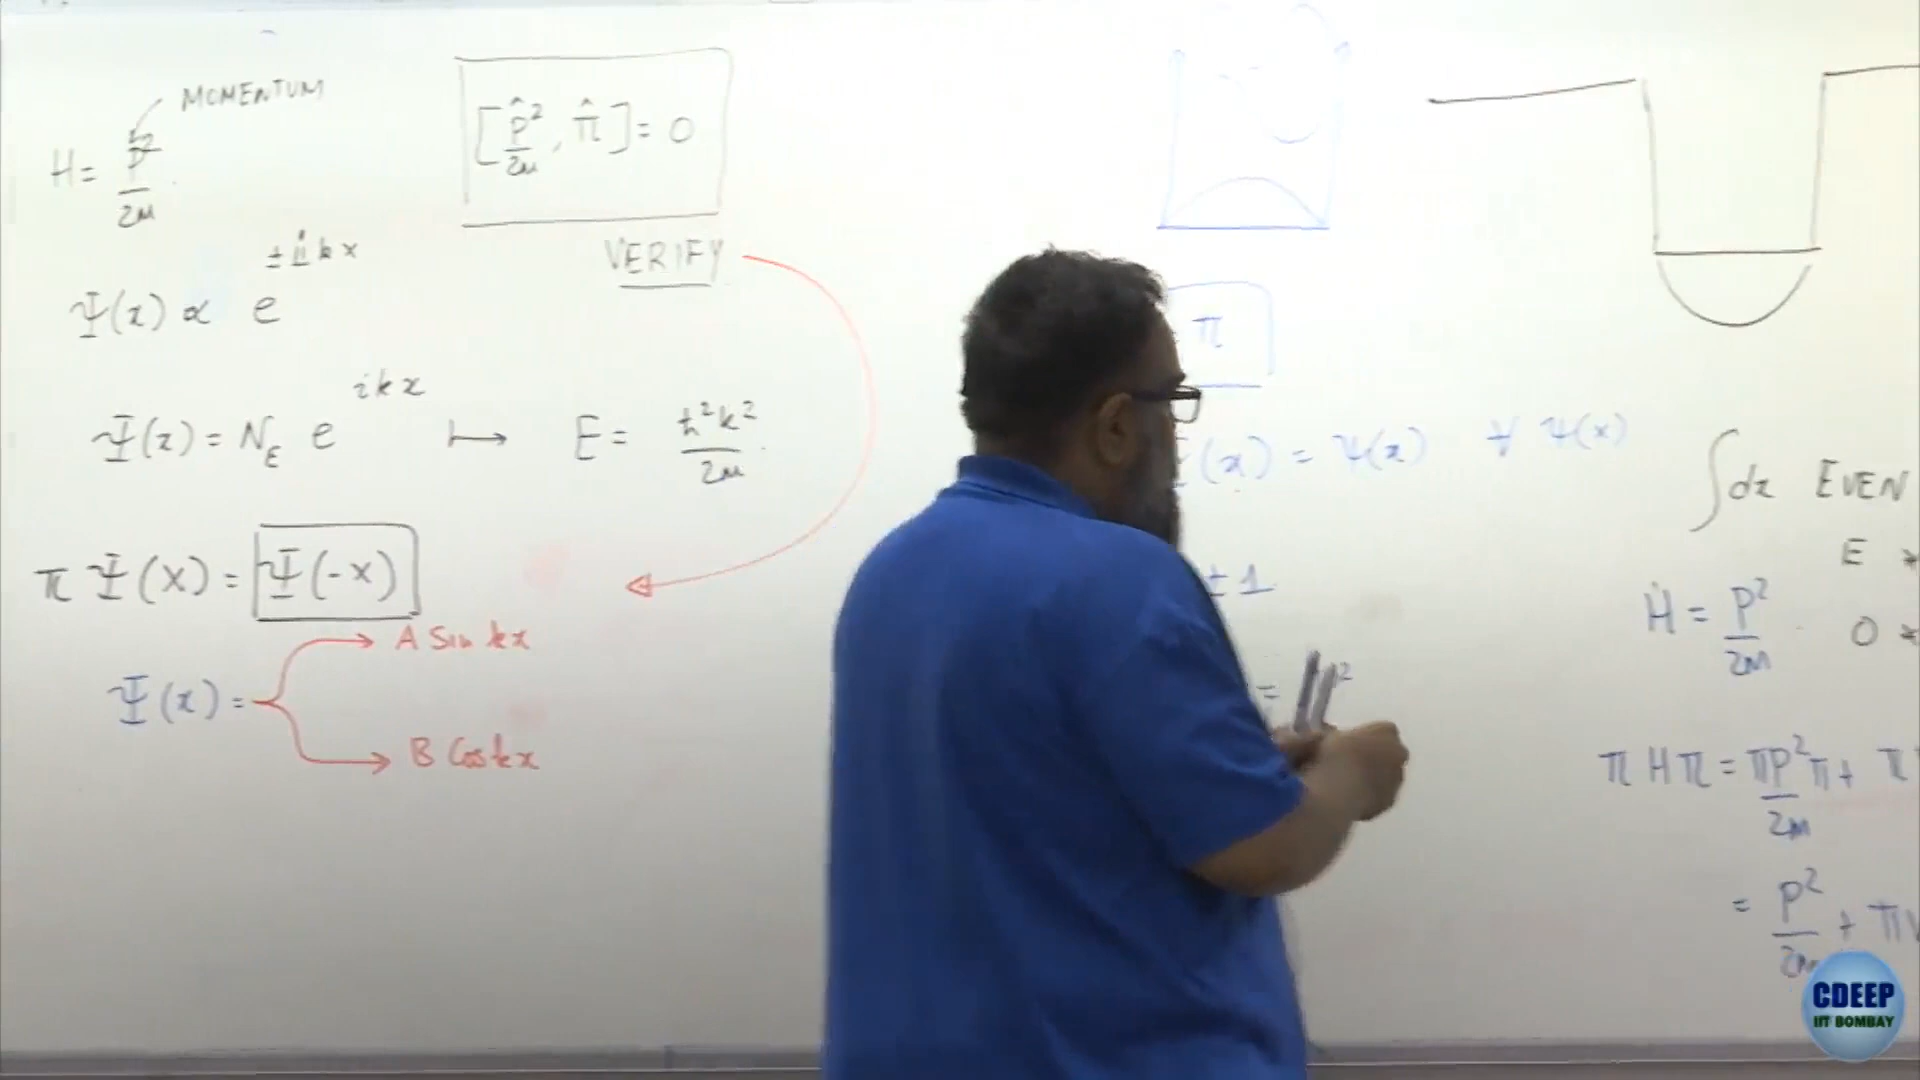 MOMENTUM
H = p²/2m
[p̂²/2m, π̂] = 0
VERIFY
Ψ(x) ∝ e^{±ikx}
Ψ(x) = N_E e^{ikx} ↦ E = ħ²k²/2m
π Ψ(x) = Ψ(-x)
Ψ(x) =
A Sin kx
B Cos kx
π
(x) = Ψ(x) ∀ Ψ(x)
±1
=
∫dx EVEN
E *
O *
H = p²/2m
π H π = πp²π/2m + π
= p²/2m + πV
CDEEP
IIT BOMBAY